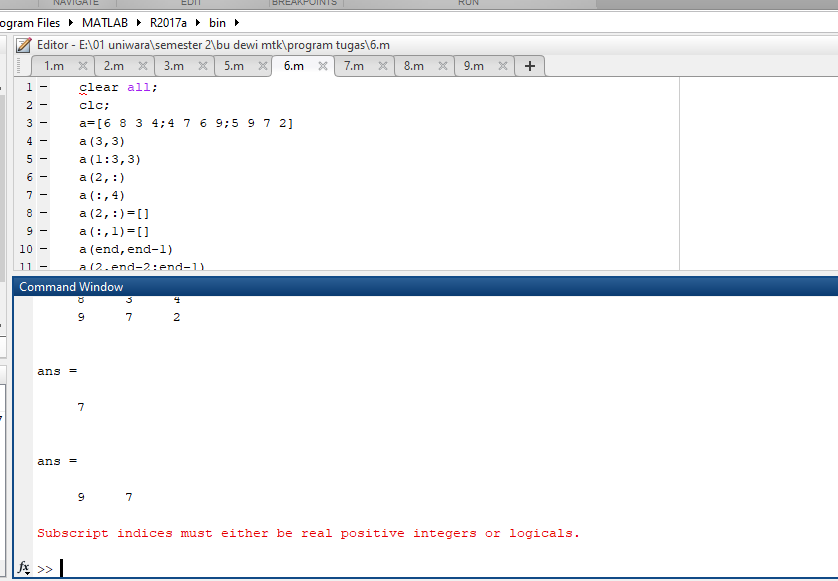 NAVIGATE EDIT BREAKPOINTS RUN
ogram Files ▸ MATLAB ▸ R2017a ▸ bin ▸
Editor - E:\01 uniwara\semester 2\bu dewi mtk\program tugas\6.m
1.m 2.m 3.m 5.m 6.m 7.m 8.m 9.m +
1 - clear all;
2 - clc;
3 - a=[6 8 3 4;4 7 6 9;5 9 7 2]
4 - a(3,3)
5 - a(1:3,3)
6 - a(2,:)
7 - a(:,4)
8 - a(2,:)=[]
9 - a(:,1)=[]
10 - a(end,end-1)
11 - a(2,end-2:end-1)
Command Window
8 3 4
9 7 2
ans =
7
ans =
9 7
Subscript indices must either be real positive integers or logicals.
fx >>